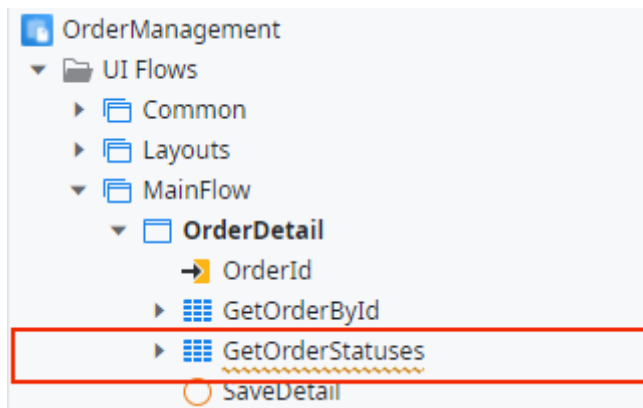 OrderManagement
UI Flows
Common
Layouts
MainFlow
OrderDetail
OrderId
GetOrderById
GetOrderStatuses
SaveDetail